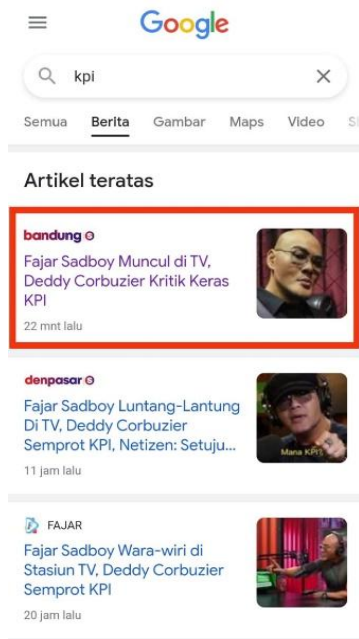 Google
kpi
Semua Berita Gambar Maps Video
Artikel teratas
bandung
Fajar Sadboy Muncul di TV,
Deddy Corbuzier Kritik Keras
KPI
22 mnt lalu
denpasar
Fajar Sadboy Luntang-Lantung
Di TV, Deddy Corbuzier
Semprot KPI, Netizen: Setuju...
Mana KPI?
11 jam lalu
FAJAR
Fajar Sadboy Wara-wiri di
Stasiun TV, Deddy Corbuzier
Semprot KPI
20 jam lalu